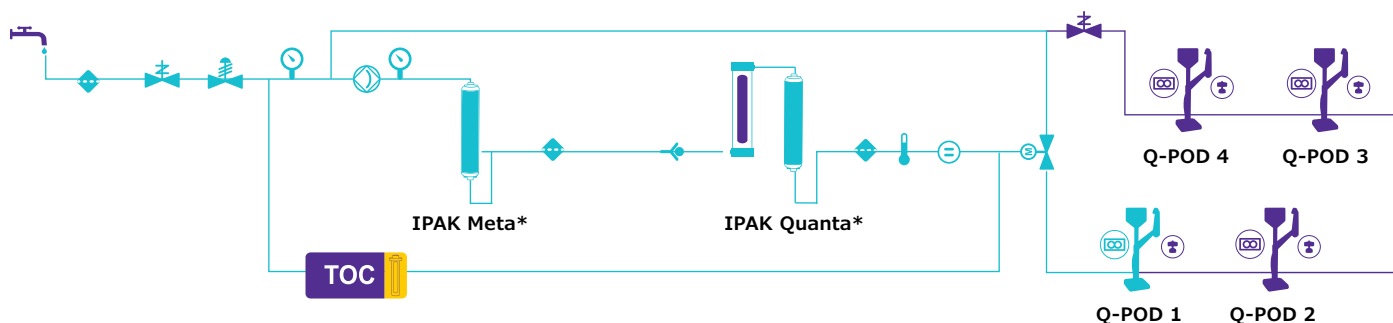 Q-POD 4
Q-POD 3
M
IPAK Meta*
IPAK Quanta*
TOC
Q-POD 1
Q-POD 2